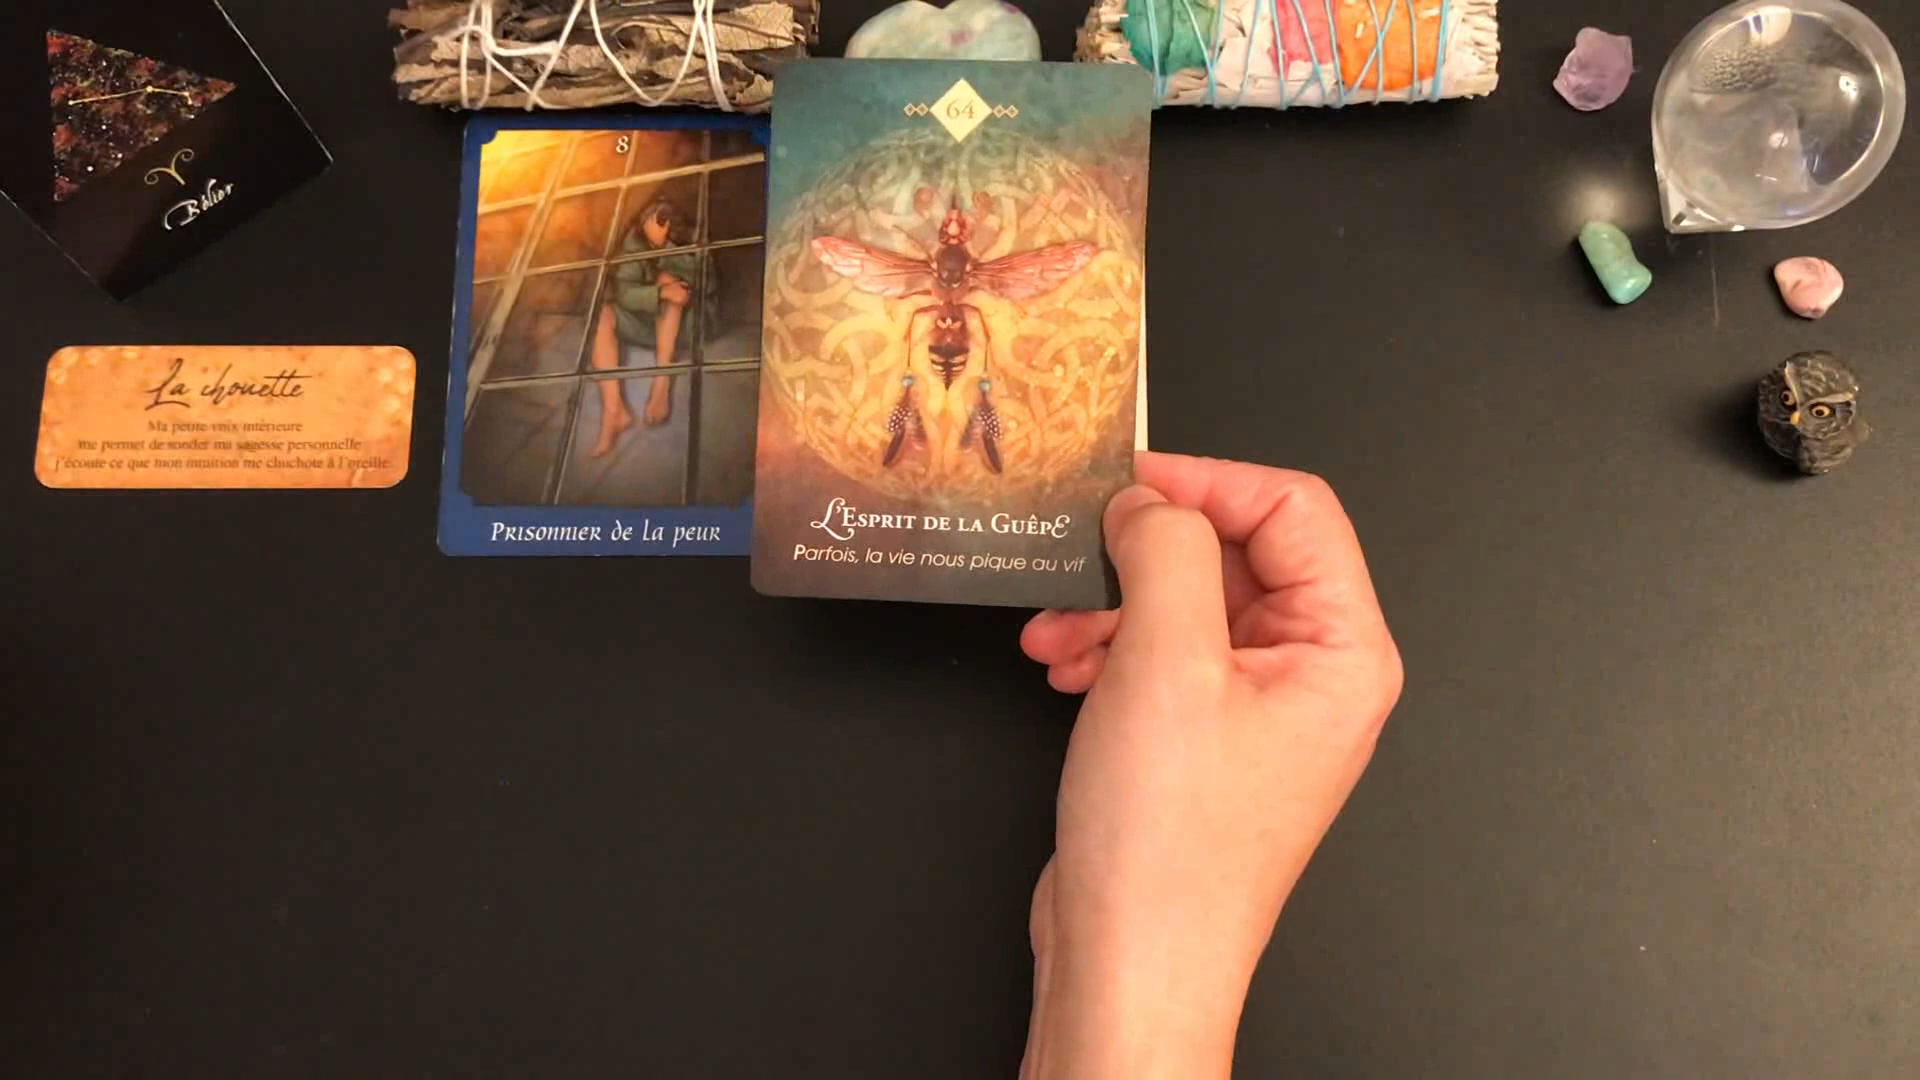 Bélier
La chouette
Ma petite voix intérieure
me permet de sonder ma sagesse personnelle
j'écoute ce que mon intuition me chuchote à l'oreille
8
Prisonnier de la peur
64
L'Esprit de la Guêpe
Parfois, la vie nous pique au vif